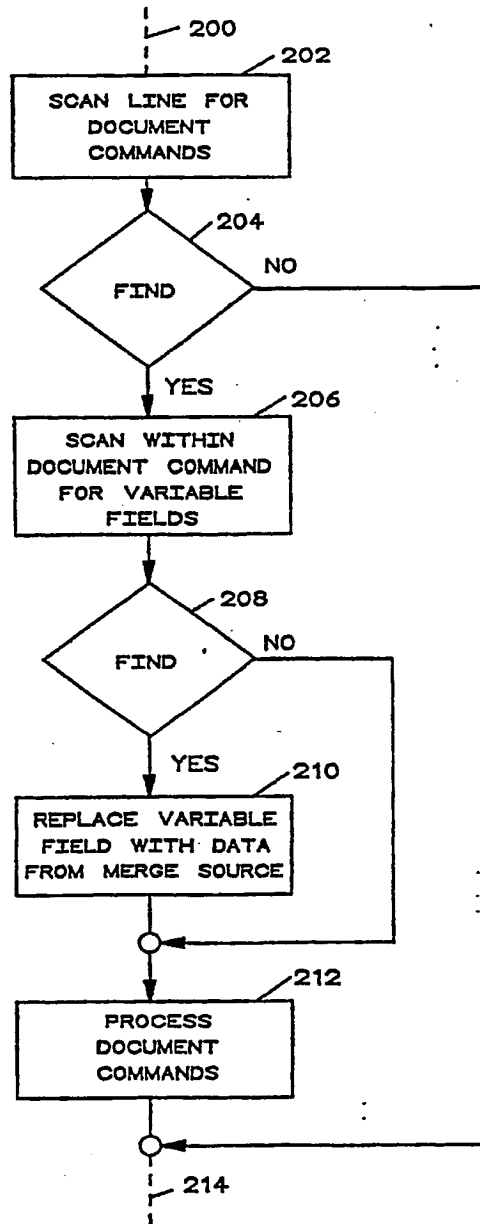 200
202
SCAN LINE FOR
DOCUMENT
COMMANDS
204
FIND
NO
YES
206
SCAN WITHIN
DOCUMENT COMMAND
FOR VARIABLE
FIELDS
208
FIND
NO
YES
210
REPLACE VARIABLE
FIELD WITH DATA
FROM MERGE SOURCE
212
PROCESS
DOCUMENT
COMMANDS
214